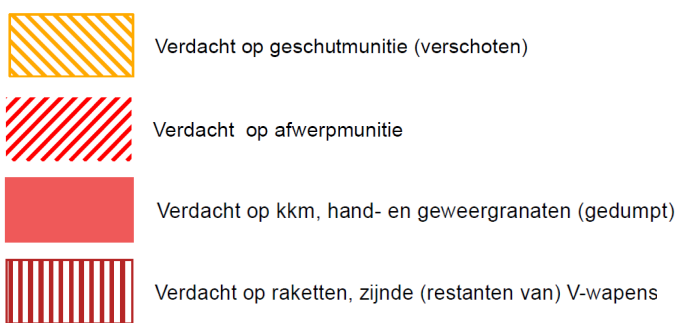 Verdacht op geschutmunitie (verschoten)
Verdacht op afwerpmunitie
Verdacht op kkm, hand- en geweergranaten (gedumpt)
Verdacht op raketten, zijnde (restanten van) V-wapens